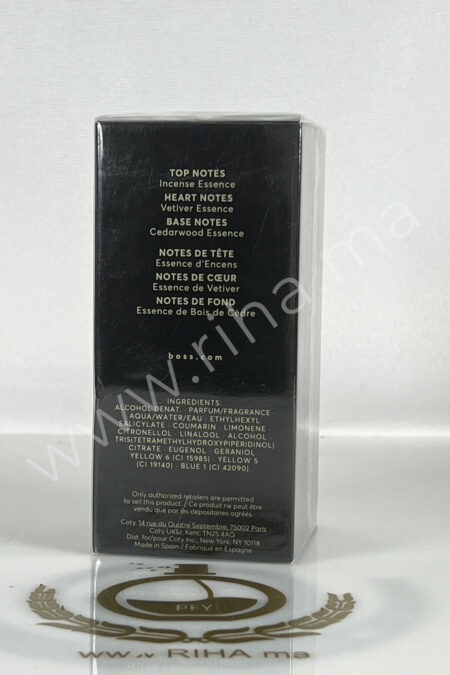 TOP NOTES
Incense Essence
HEART NOTES
Vetiver Essence
BASE NOTES
Cedarwood Essence
NOTES DE TÊTE
Essence d'Encens
NOTES DE CŒUR
Essence de Vetiver
NOTES DE FOND
Essence de Bois de Cèdre
boss.com
INGREDIENTS:
ALCOHOL DENAT. · PARFUM/FRAGRANCE ·
AQUA/WATER/EAU · ETHYLHEXYL
SALICYLATE · COUMARIN · LIMONENE ·
CITRONELLOL · LINALOOL · ALCOHOL ·
TRIS(TETRAMETHYLHYDROXYPIPERIDINOL)
CITRATE · EUGENOL · GERANIOL ·
YELLOW 6 (CI 15985) · YELLOW 5
(CI 19140) · BLUE 1 (CI 42090).
Only authorized retailers are permitted
to sell this product. / Ce produit ne peut être
vendu que par les dépositaires agréés.
Coty, 14 rue du Quatre Septembre, 75002 Paris
Coty UK&I, Kent, TN25 4AQ
Dist. for/pour Coty Inc., New York, NY 10118
Made in Spain / Fabriqué en Espagne
www.riha.ma
PFY
www.RIHA ma